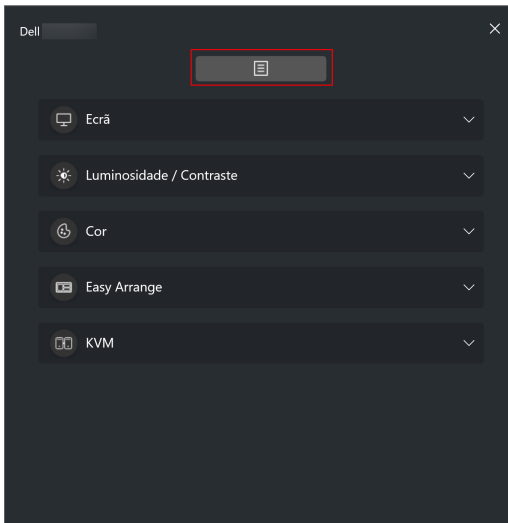 Dell
Ecrã
Luminosidade / Contraste
Cor
Easy Arrange
KVM